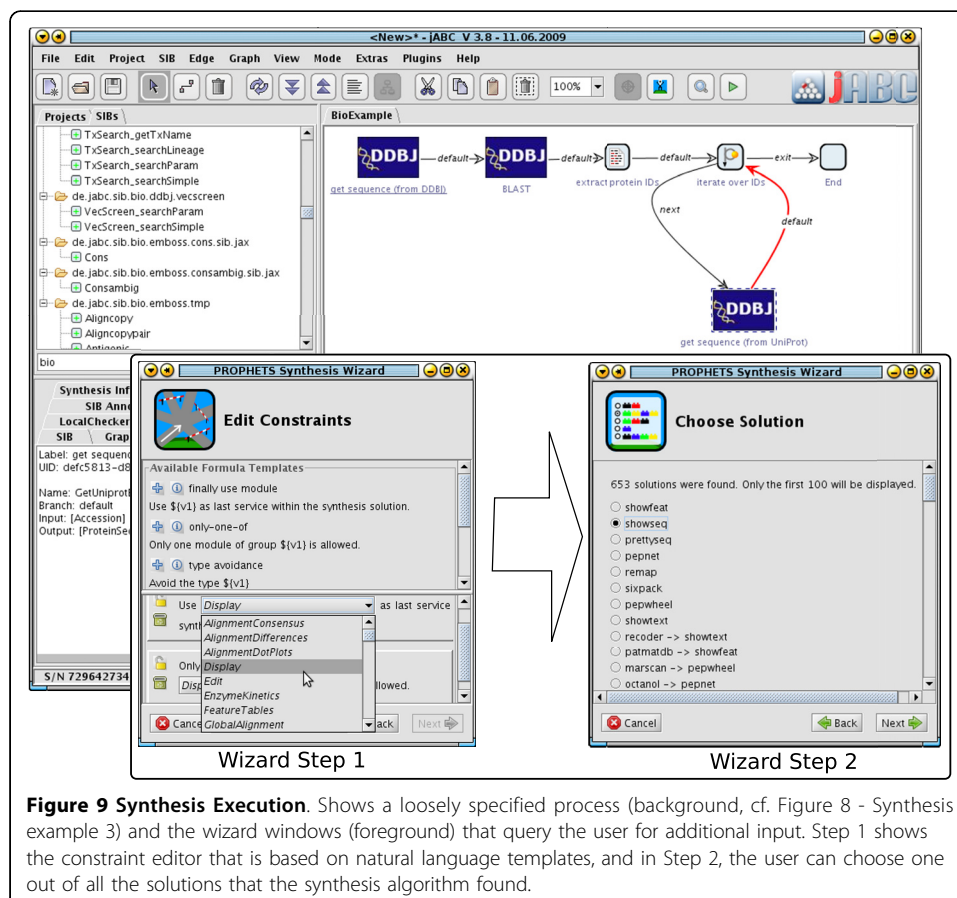 <New>* - jABC V 3.8 - 11.06.2009
File Edit Project SIB Edge Graph View Mode Extras Plugins Help
100%
jABC
Projects SIBs
TxSearch_getTxName
TxSearch_searchLineage
TxSearch_searchParam
TxSearch_searchSimple
de.jabc.sib.bio.ddbj.vecscreen
VecScreen_searchParam
VecScreen_searchSimple
de.jabc.sib.bio.emboss.cons.sib.jax
Cons
de.jabc.sib.bio.emboss.consambig.sib.jax
Consambig
de.jabc.sib.bio.emboss.tmp
Aligncopy
Aligncopypair
Antigenic
bio
BioExample
DDBJ default DDBJ default default exit
get sequence (from DDBJ) BLAST extract protein IDs iterate over IDs End
next
default
DDBJ
get sequence (from UniProt)
Synthesis Inf
SIB Anno
LocalChecker
SIB Grap
Label: get sequenc
UID: defc5813-d8
Name: GetUniprotE
Branch: default
Input: [Accession]
Output: [ProteinSec
S/N 729642734
PROPHETS Synthesis Wizard
Edit Constraints
Available Formula Templates
finally use module
Use ${v1} as last service within the synthesis solution.
only-one-of
Only one module of group ${v1} is allowed.
type avoidance
Avoid the type ${v1}
Use Display as last service
synth
AlignmentConsensus
AlignmentDifferences
AlignmentDotPlots
Display
Edit
EnzymeKinetics
FeatureTables
GlobalAlignment
Only
Disp llowed.
Cance ack Next
Wizard Step 1
PROPHETS Synthesis Wizard
Choose Solution
653 solutions were found. Only the first 100 will be displayed.
showfeat
showseq
prettyseq
pepnet
remap
sixpack
pepwheel
showtext
recoder -> showtext
patmatdb -> showfeat
marscan -> pepwheel
octanol -> pepnet
Cancel Back Next
Wizard Step 2
Figure 9 Synthesis Execution. Shows a loosely specified process (background, cf. Figure 8 - Synthesis
example 3) and the wizard windows (foreground) that query the user for additional input. Step 1 shows
the constraint editor that is based on natural language templates, and in Step 2, the user can choose one
out of all the solutions that the synthesis algorithm found.